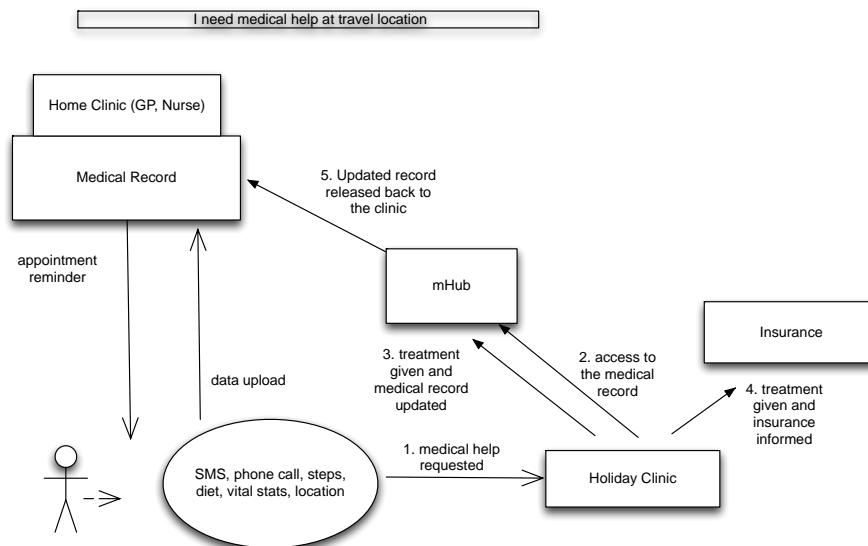 I need medical help at travel location
Home Clinic (GP, Nurse)
Medical Record
5. Updated record
released back to
the clinic
appointment
reminder
mHub
Insurance
3. treatment
given and
medical record
updated
2. access to
the medical
record
4. treatment
given and
insurance
informed
data upload
1. medical help
requested
SMS, phone call, steps,
diet, vital stats, location
Holiday Clinic